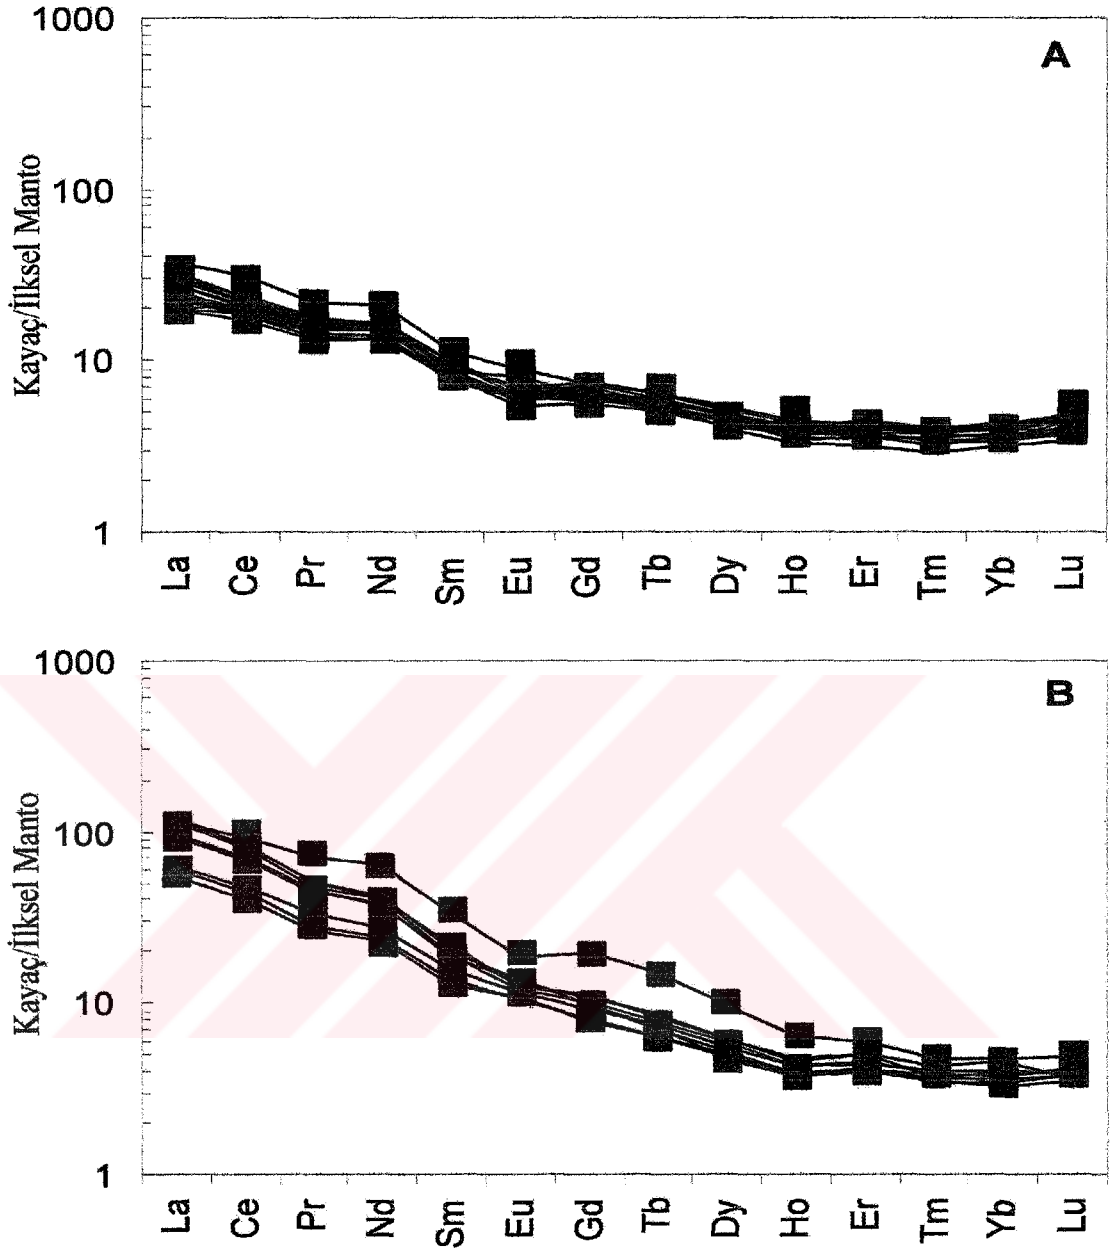 1000
A
100
10
1
Kayaç/İlksel Manto
La Ce Pr Nd Sm Eu Gd Tb Dy Ho Er Tm Yb Lu
1000
B
100
10
1
Kayaç/İlksel Manto
La Ce Pr Nd Sm Eu Gd Tb Dy Ho Er Tm Yb Lu